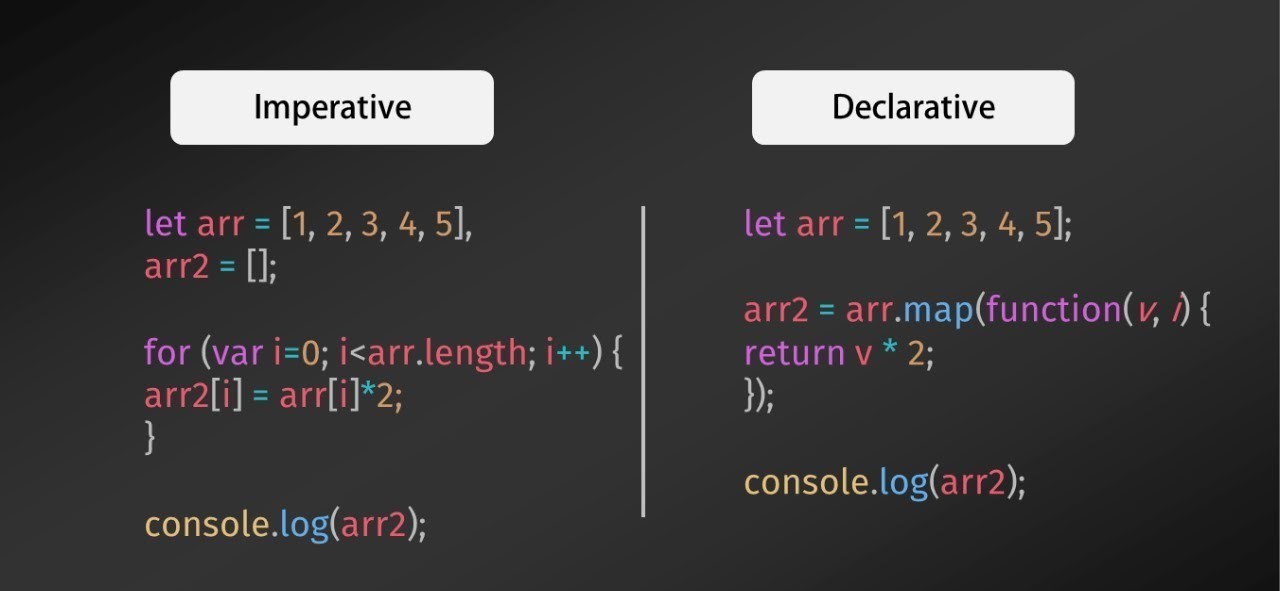 Imperative
let arr = [1, 2, 3, 4, 5],
arr2 = [];
for (var i=0; i<arr.length; i++) {
arr2[i] = arr[i]*2;
}
console.log(arr2);
Declarative
let arr = [1, 2, 3, 4, 5];
arr2 = arr.map(function(v, i) {
return v * 2;
});
console.log(arr2);